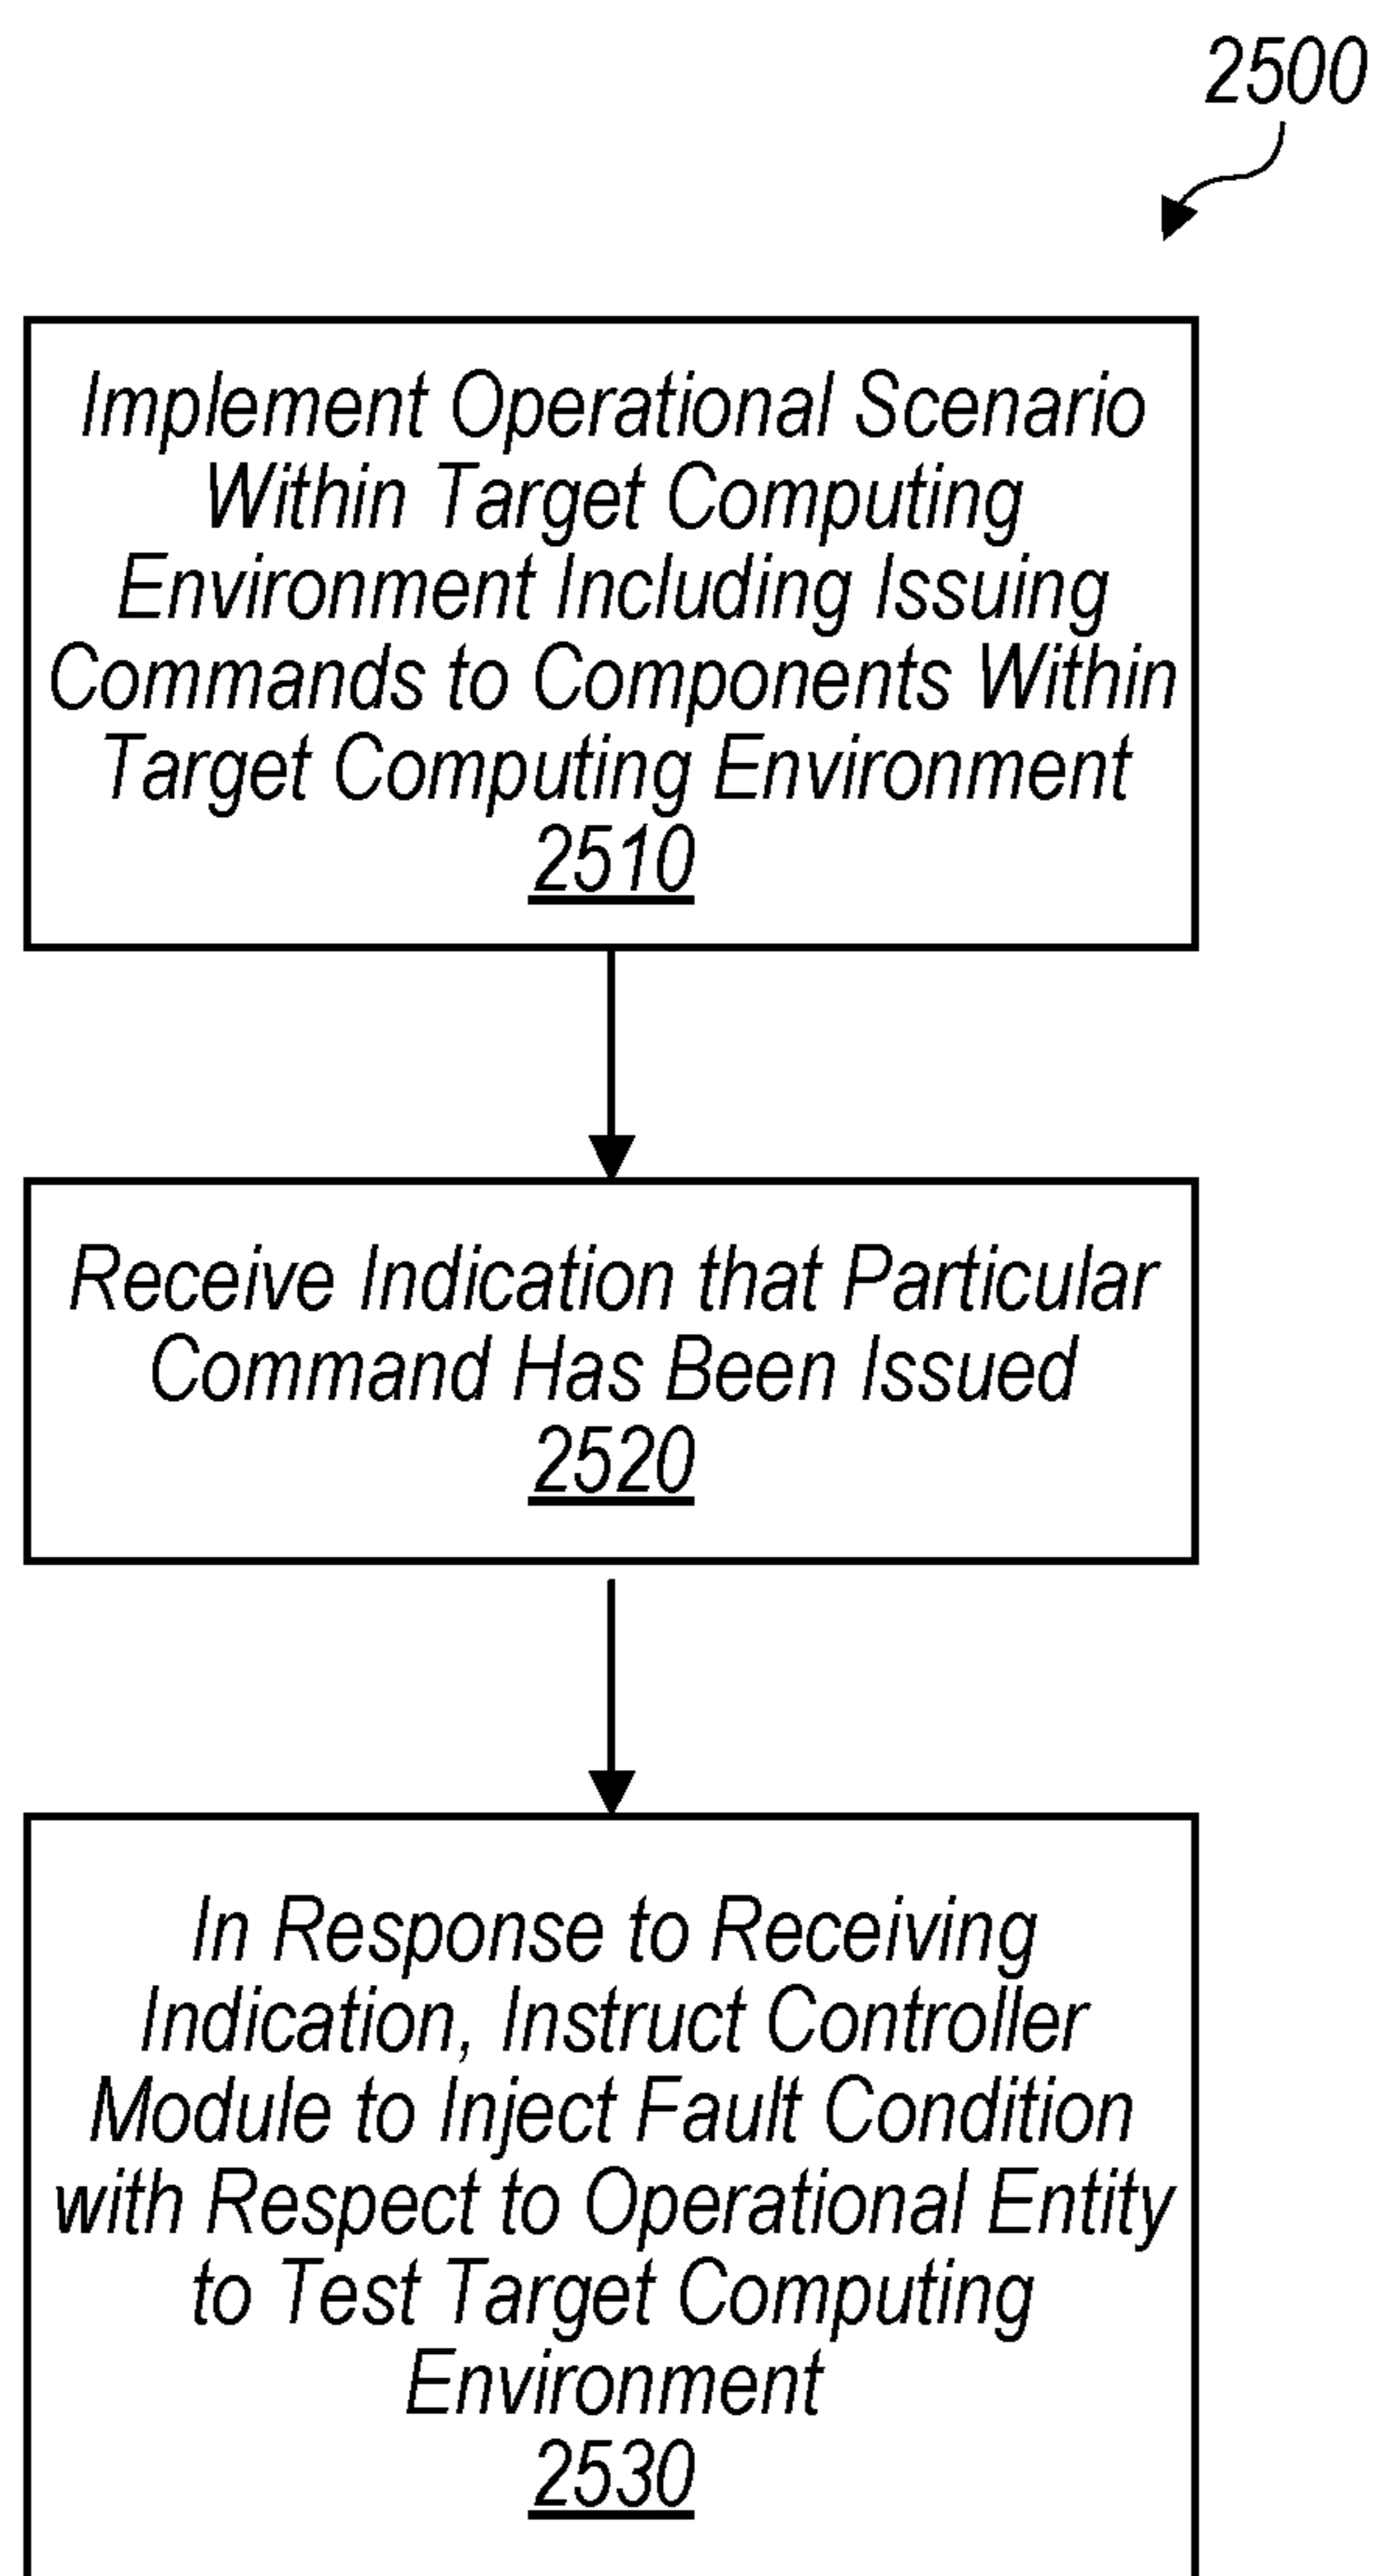 2500
Implement Operational Scenario
Within Target Computing
Environment Including Issuing
Commands to Components Within
Target Computing Environment
2510
Receive Indication that Particular
Command Has Been Issued
2520
In Response to Receiving
Indication, Instruct Controller
Module to Inject Fault Condition
with Respect to Operational Entity
to Test Target Computing
Environment
2530